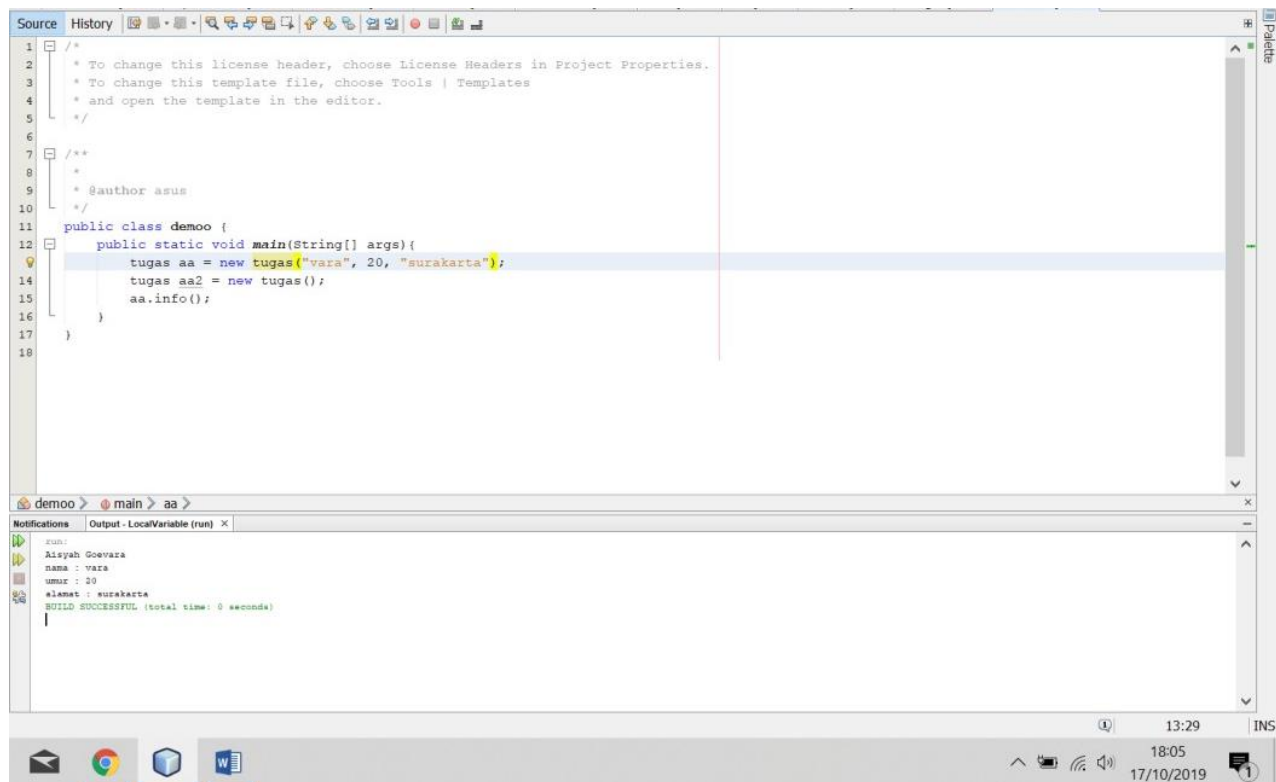 Source History
Palette
1 /*
2 * To change this license header, choose License Headers in Project Properties.
3 * To change this template file, choose Tools | Templates
4 * and open the template in the editor.
5 */
6
7 /**
8 *
9 * @author asus
10 */
11 public class demoo {
12 public static void main(String[] args){
tugas aa = new tugas("vara", 20, "surakarta");
14 tugas aa2 = new tugas();
15 aa.info();
16 }
17 }
18
demoo main aa
Notifications Output - LocalVariable (run)
run:
Aisyah Goevara
nama : vara
umur : 20
alamat : surakarta
BUILD SUCCESSFUL (total time: 0 seconds)
13:29 INS
18:05
17/10/2019
1